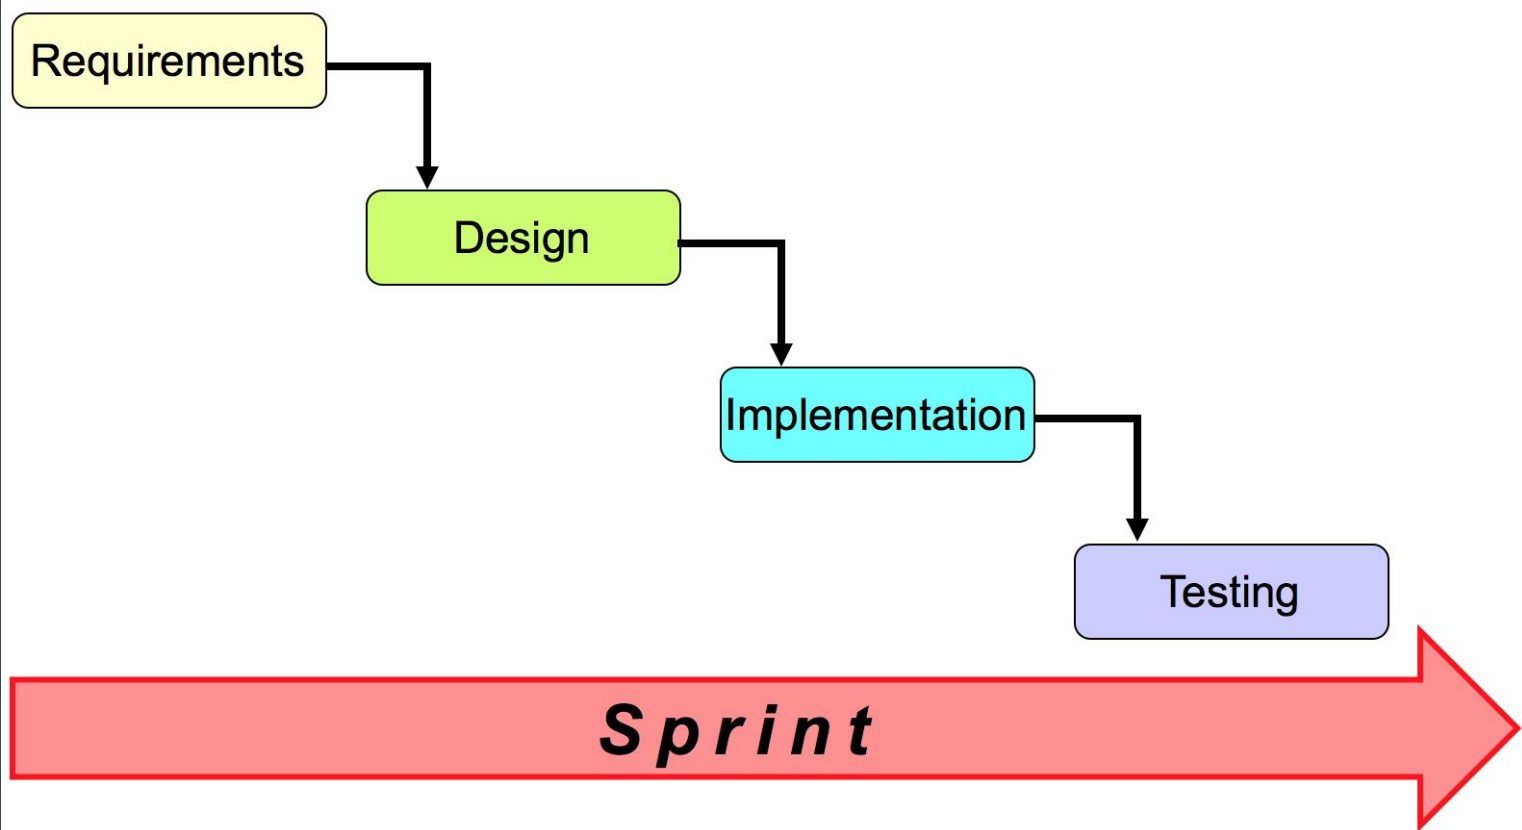 Requirements
Design
Implementation
Testing
Sprint